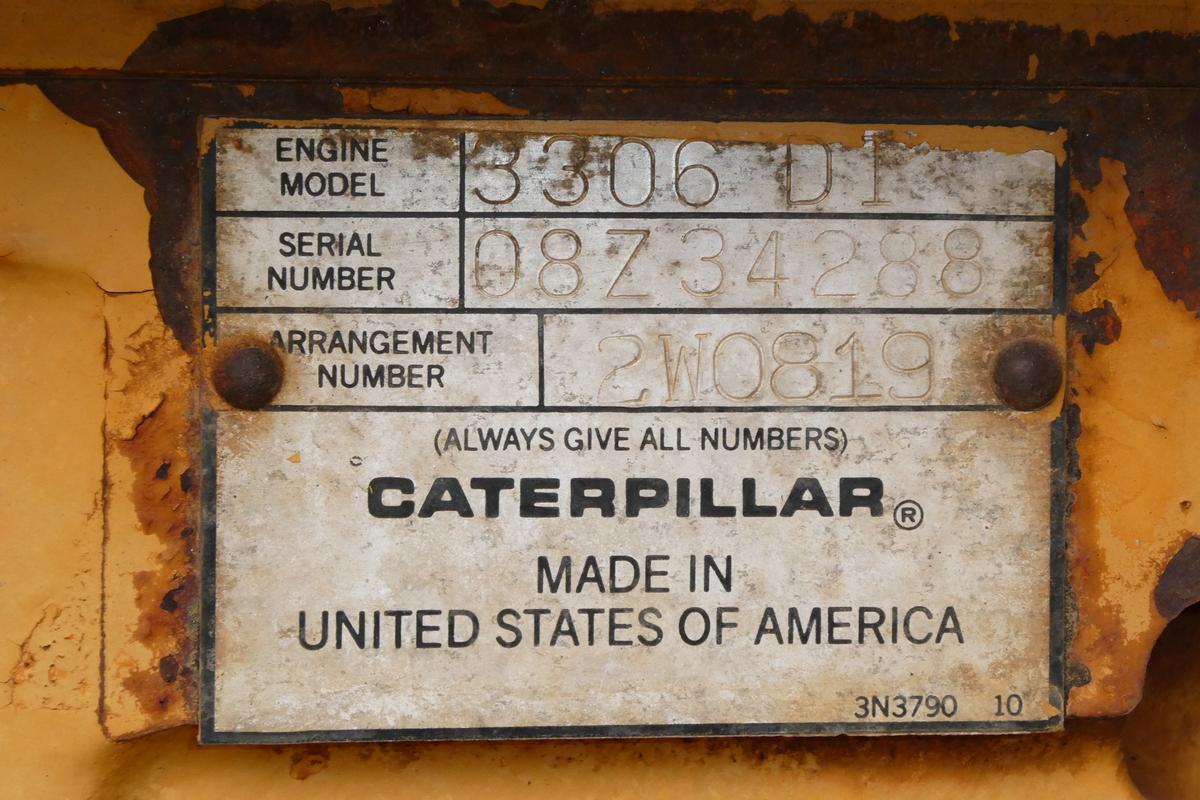 ENGINE MODEL 3306 DI
SERIAL NUMBER 08Z34288
ARRANGEMENT NUMBER 2W0819
(ALWAYS GIVE ALL NUMBERS)
CATERPILLAR®
MADE IN
UNITED STATES OF AMERICA
3N3790 10